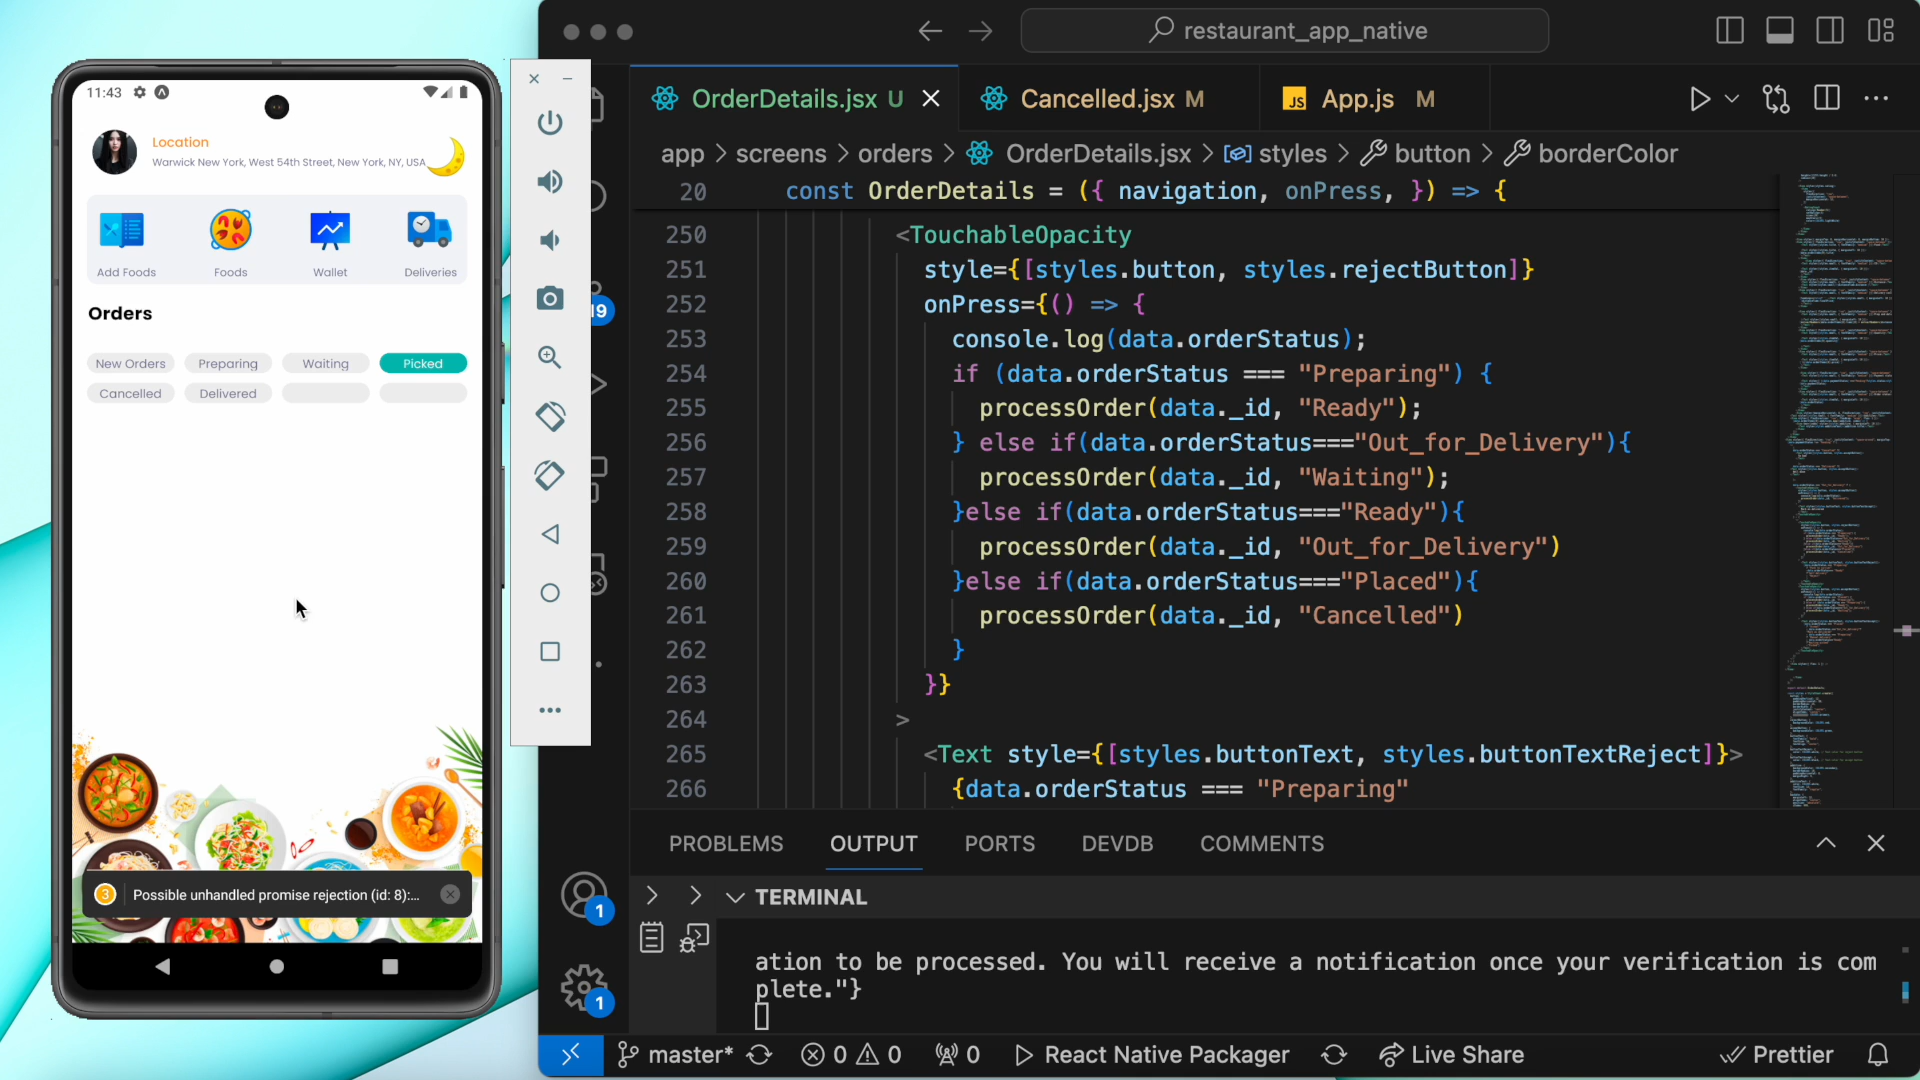 11:43
Location
Warwick New York, West 54th Street, New York, NY, USA
Add Foods
Foods
Wallet
Deliveries
Orders
New Orders
Preparing
Waiting
Picked
Cancelled
Delivered
3
Possible unhandled promise rejection (id: 8):...
restaurant_app_native
OrderDetails.jsx U
Cancelled.jsx M
JS App.js M
app > screens > orders > OrderDetails.jsx > styles > button > borderColor
20 const OrderDetails = ({ navigation, onPress, }) => {
250 <TouchableOpacity
251 style={[styles.button, styles.rejectButton]}
252 onPress={() => {
253 console.log(data.orderStatus);
254 if (data.orderStatus === "Preparing") {
255 processOrder(data._id, "Ready");
256 } else if(data.orderStatus==="Out_for_Delivery"){
257 processOrder(data._id, "Waiting");
258 }else if(data.orderStatus==="Ready"){
259 processOrder(data._id, "Out_for_Delivery")
260 }else if(data.orderStatus==="Placed"){
261 processOrder(data._id, "Cancelled")
262 }
263 }}
264 >
265 <Text style={[styles.buttonText, styles.buttonTextReject]}>
266 {data.orderStatus === "Preparing"
19
PROBLEMS
OUTPUT
PORTS
DEVDB
COMMENTS
TERMINAL
ation to be processed. You will receive a notification once your verification is com
plete."}
1
1
master*
0
0
0
React Native Packager
Live Share
Prettier